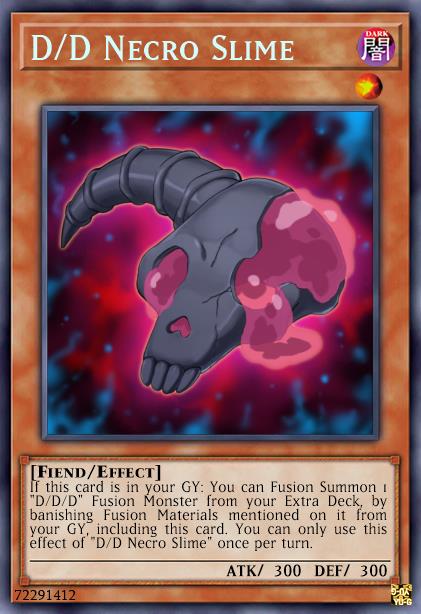 D/D Necro Slime
DARK
闇
[Fiend/Effect]
If this card is in your GY: You can Fusion Summon 1
"D/D/D" Fusion Monster from your Extra Deck, by
banishing Fusion Materials mentioned on it from
your GY, including this card. You can only use this
effect of "D/D Necro Slime" once per turn.
ATK/ 300 DEF/ 300
72291412